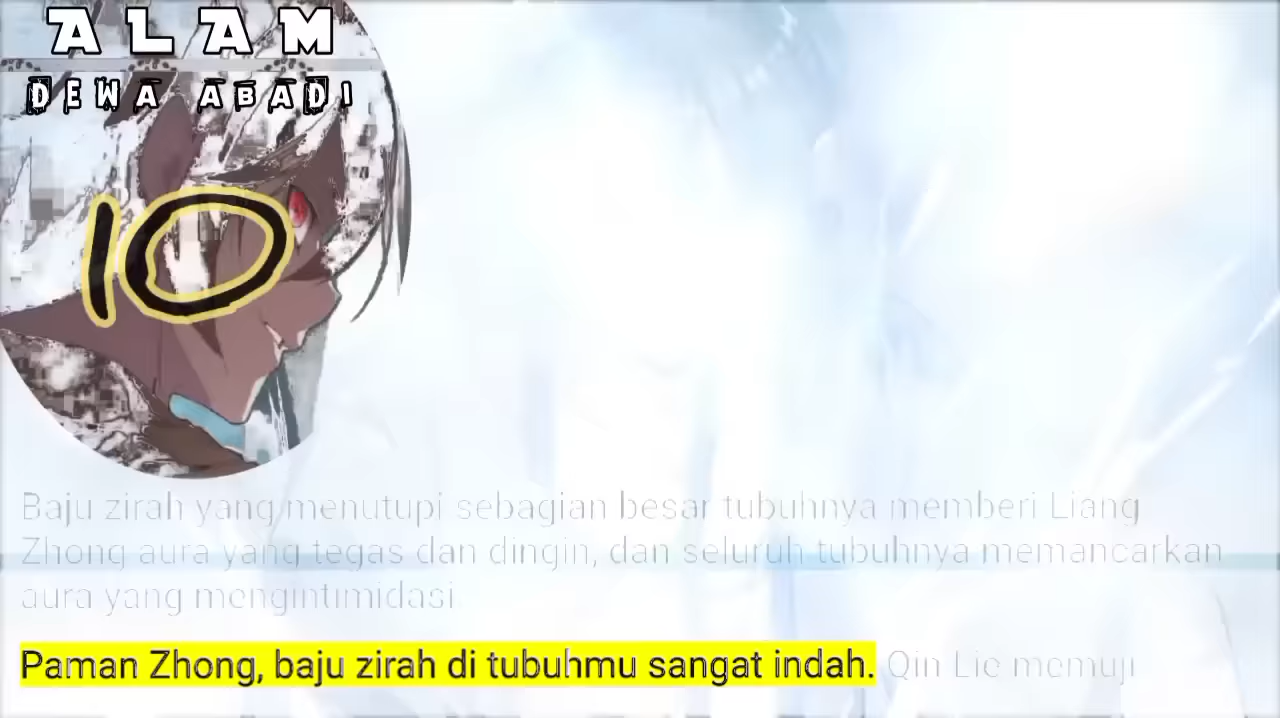 ALAM
DEWA ABADI
10
Baju zirah yang menutupi sebagian besar tubuhnya memberi Liang
Zhong aura yang tegas dan dingin, dan seluruh tubuhnya memancarkan
aura yang mengintimidasi.
Paman Zhong, baju zirah di tubuhmu sangat indah. Qin Lie memuji